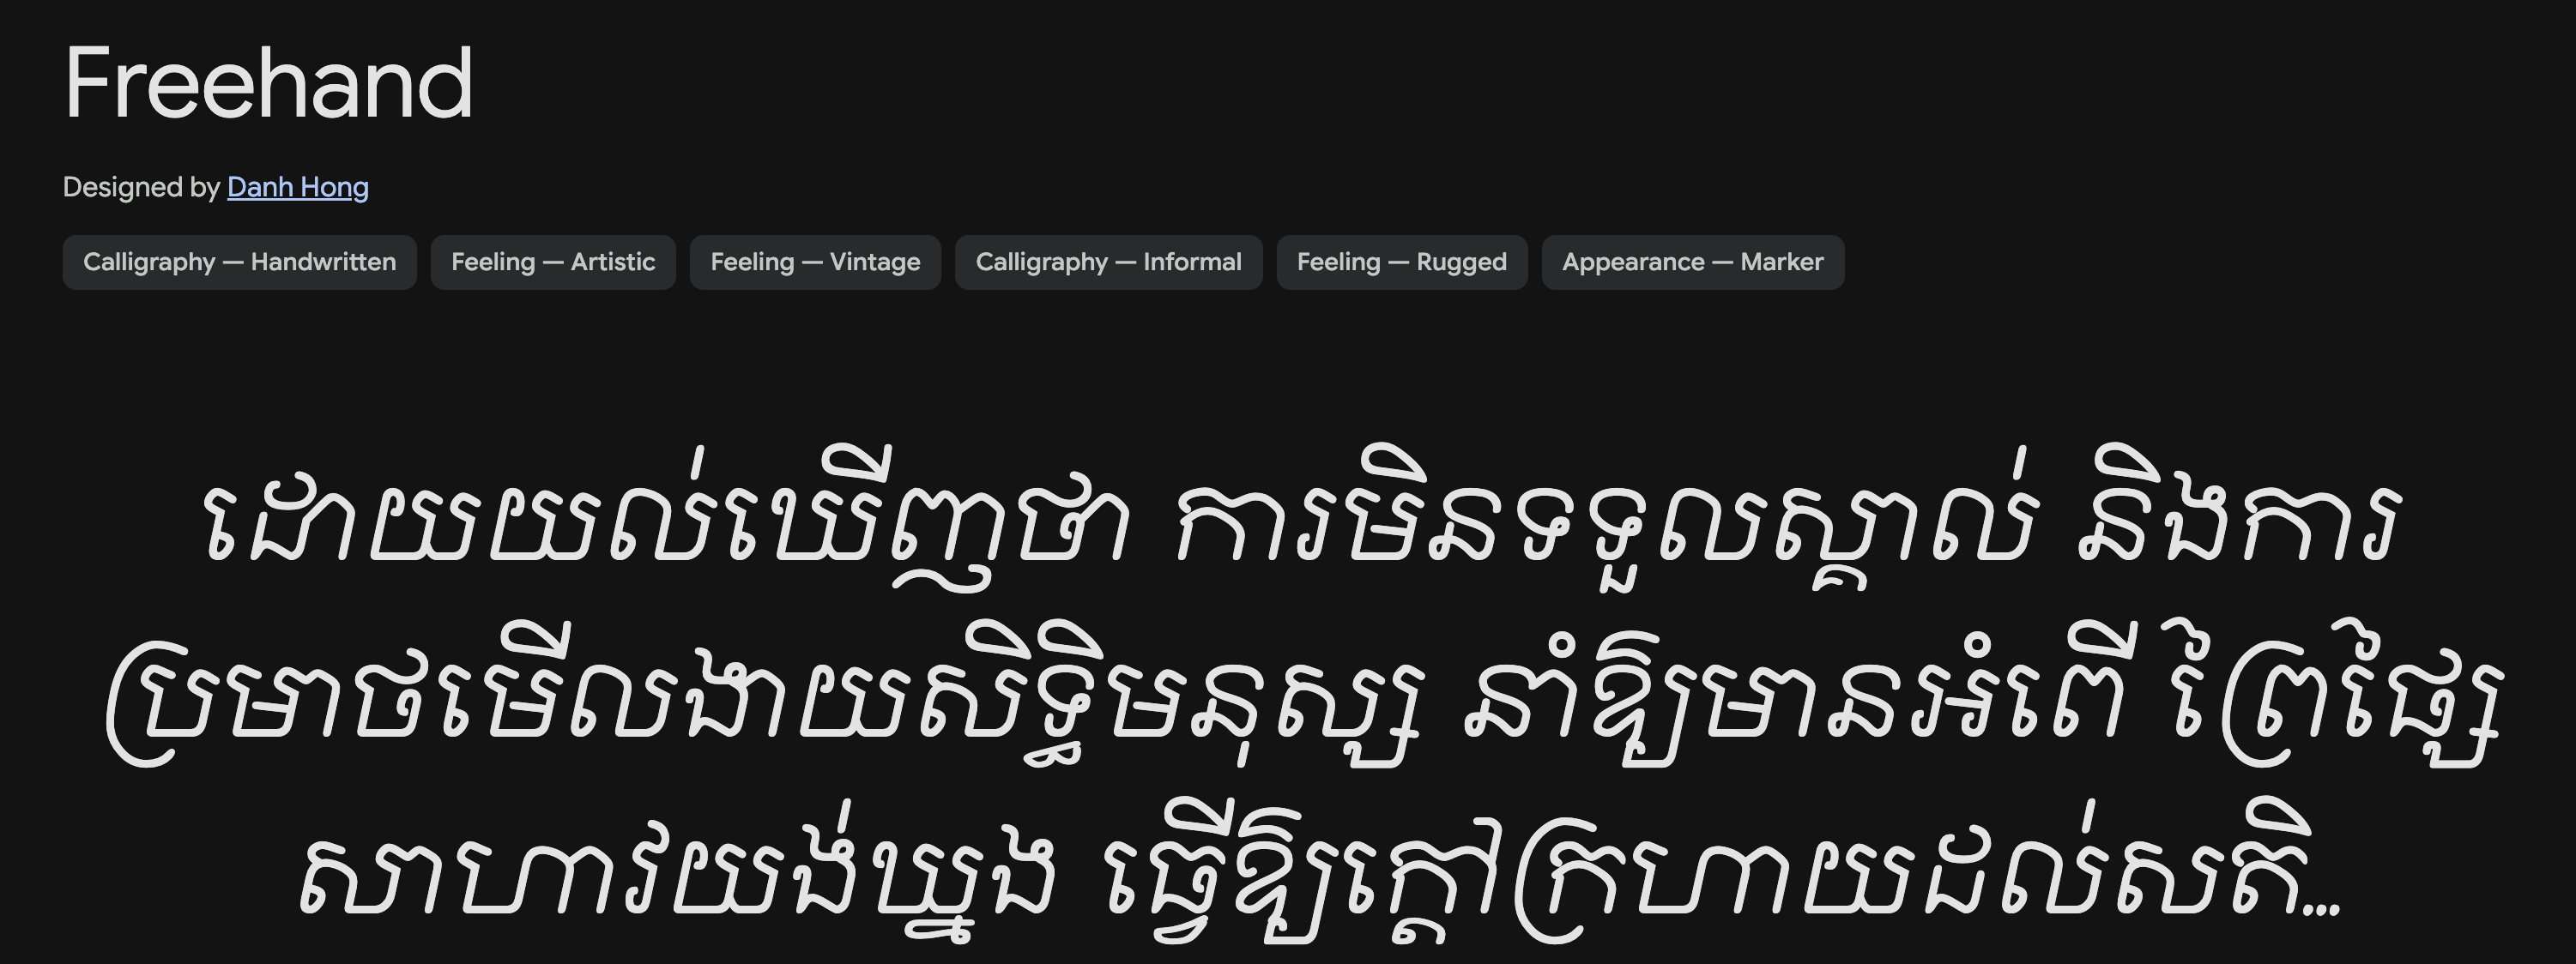 Freehand
Designed by Danh Hong
Calligraphy — Handwritten Feeling — Artistic Feeling — Vintage Calligraphy — Informal Feeling — Rugged Appearance — Marker
ដោយយល់ឃើញថា ការមិនទទួលស្គាល់ និងការ
ប្រមាថមើលងាយសិទ្ធិមនុស្ស នាំឱ្យមានអំពើ ព្រៃផ្សៃ
សាហាវយង់ឃ្នង ធ្វើឱ្យក្តៅក្រហាយដល់សតិ...